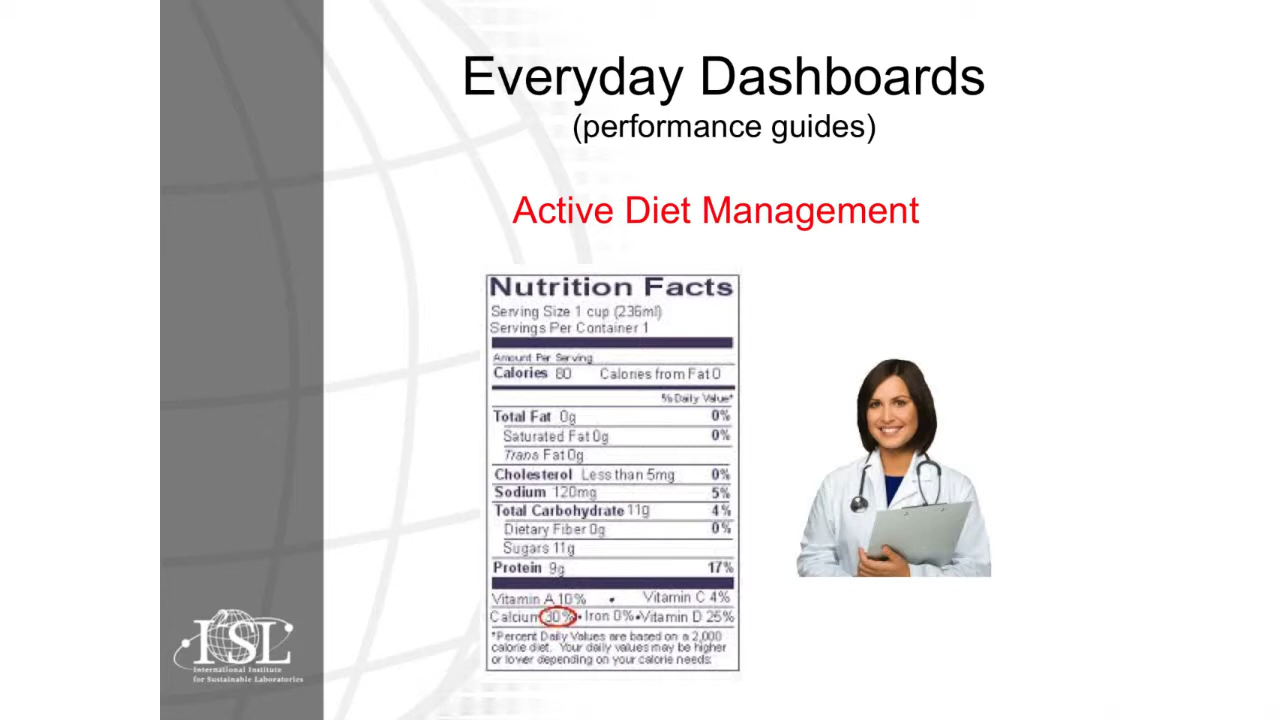 Everyday Dashboards
(performance guides)
Active Diet Management
Nutrition Facts
Serving Size 1 cup (236ml)
Servings Per Container 1
Amount Per Serving
Calories 80 Calories from Fat 0
% Daily Value*
Total Fat 0g 0%
Saturated Fat 0g 0%
Trans Fat 0g
Cholesterol Less than 5mg 0%
Sodium 120mg 5%
Total Carbohydrate 11g 4%
Dietary Fiber 0g 0%
Sugars 11g
Protein 9g 17%
Vitamin A 10% • Vitamin C 4%
Calcium 30% • Iron 0% • Vitamin D 25%
*Percent Daily Values are based on a 2,000
calorie diet. Your daily values may be higher
or lower depending on your calorie needs:
ISL
International Institute
for Sustainable Laboratories